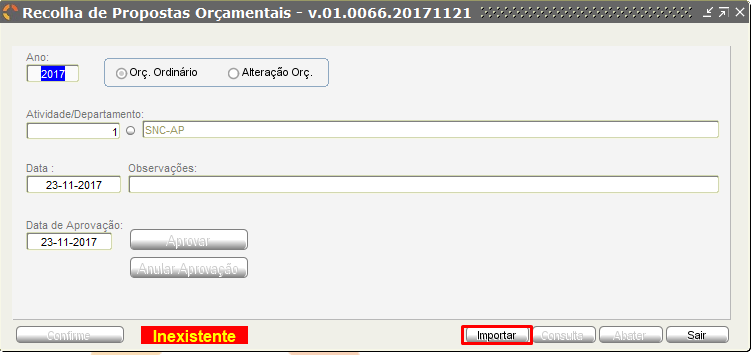 Recolha de Propostas Orçamentais - v.01.0066.20171121
Ano:
2017
Orç. Ordinário
Alteração Orç.
Atividade/Departamento:
1
SNC-AP
Data :
Observações:
23-11-2017
Data de Aprovação:
23-11-2017
Aprovar
Anular Aprovação
Confirme
Inexistente
Importar
Consulta
Abater
Sair